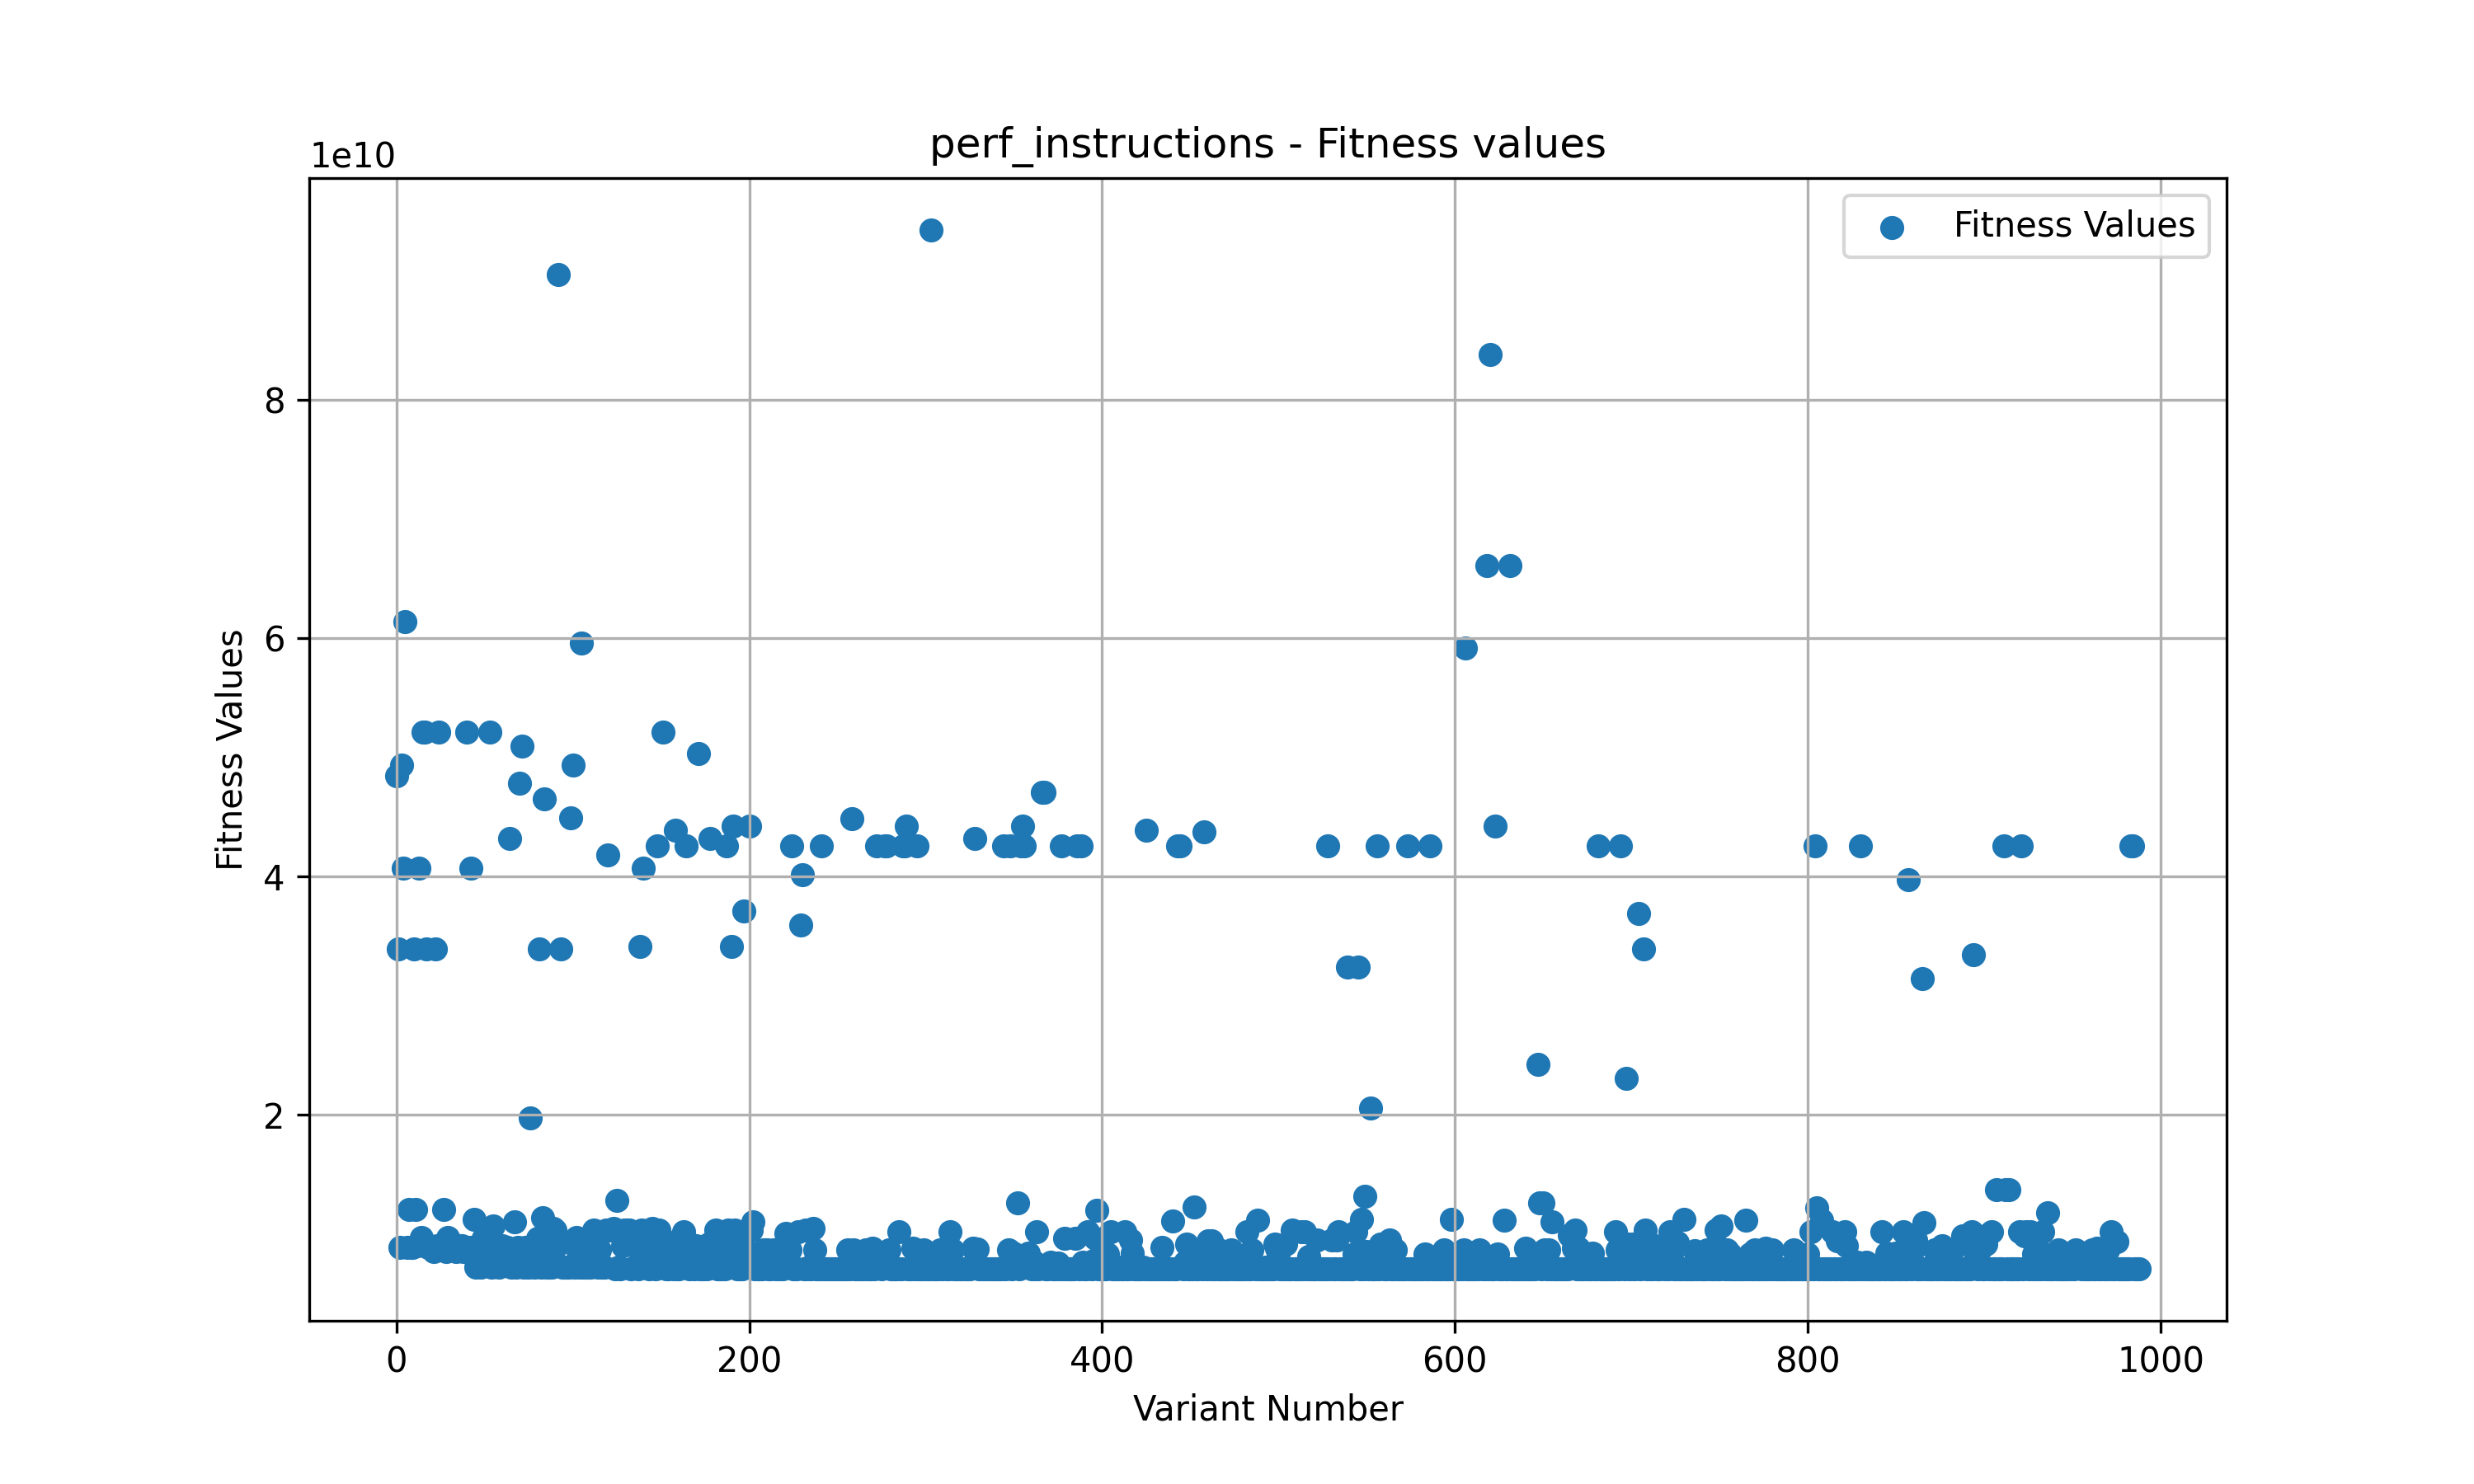 perf_instructions - Fitness values
1e10
Fitness Values
8
6
4
2
Fitness Values
0 200 400 600 800 1000
Variant Number